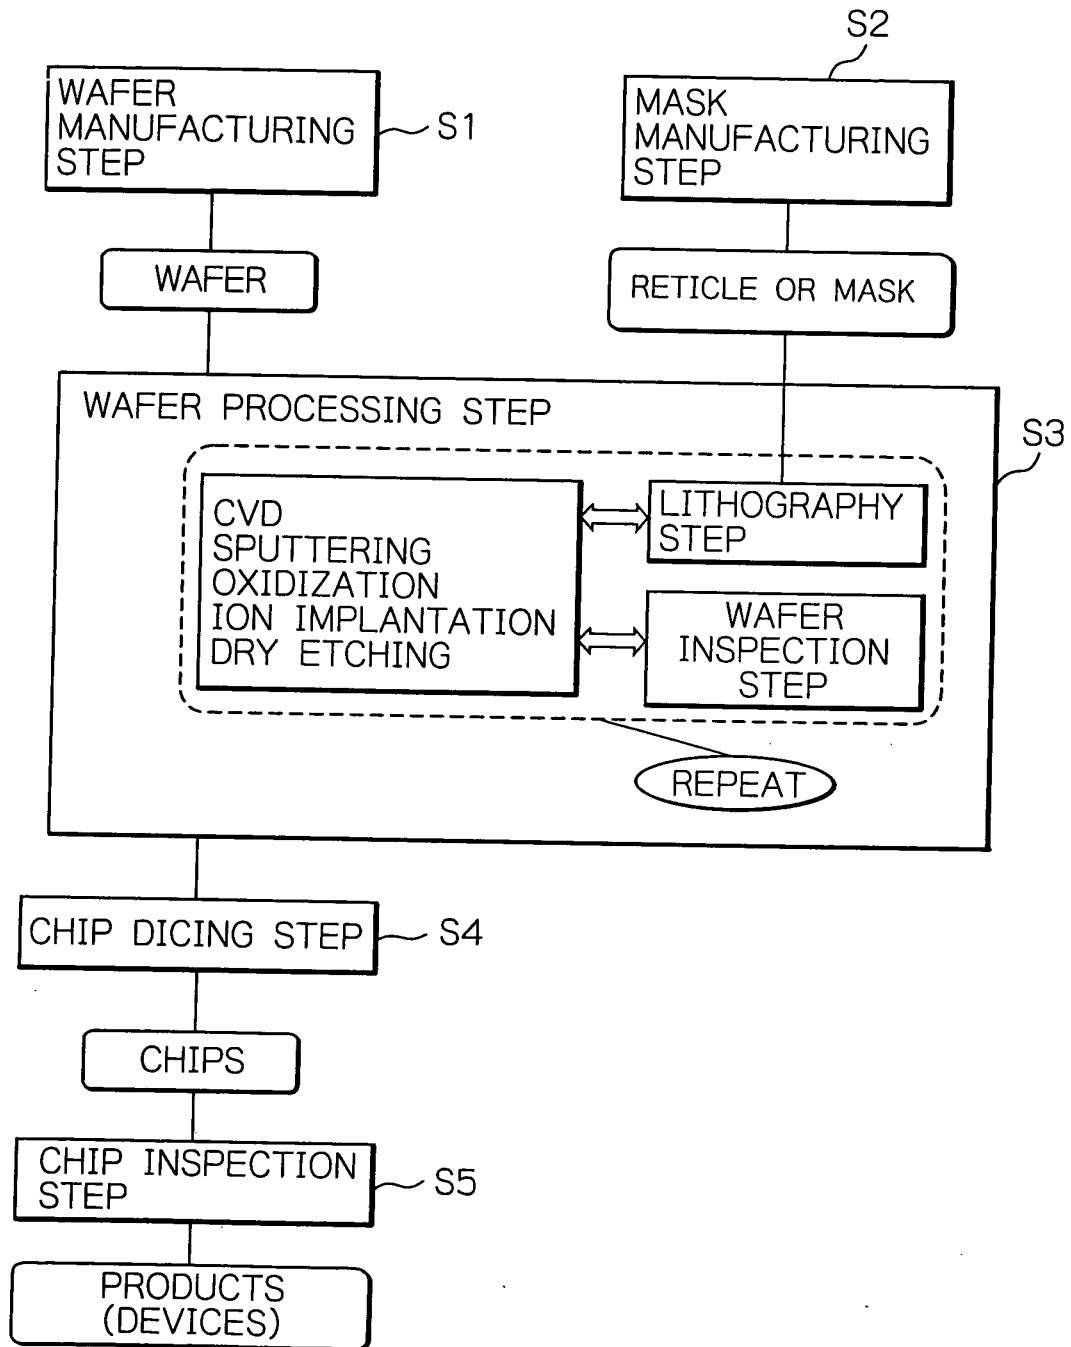 S2
WAFER
MANUFACTURING
STEP
S1
MASK
MANUFACTURING
STEP
WAFER
RETICLE OR MASK
WAFER PROCESSING STEP
S3
CVD
SPUTTERING
OXIDIZATION
ION IMPLANTATION
DRY ETCHING
LITHOGRAPHY
STEP
WAFER
INSPECTION
STEP
REPEAT
CHIP DICING STEP
S4
CHIPS
CHIP INSPECTION
STEP
S5
PRODUCTS
(DEVICES)